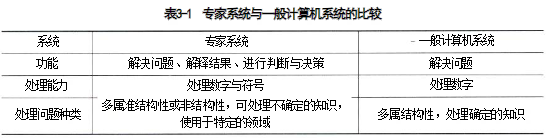 表3-1 专家系统与一般计算机系统的比较
系统 专家系统 一般计算机系统
功能 解决问题、解释结果、进行判断与决策 解决问题
处理能力 处理数字与符号 处理数字
处理问题种类 多属准结构性或非结构性，可处理不确定的知识，使用于特定的领域 多属结构性，处理确定的知识